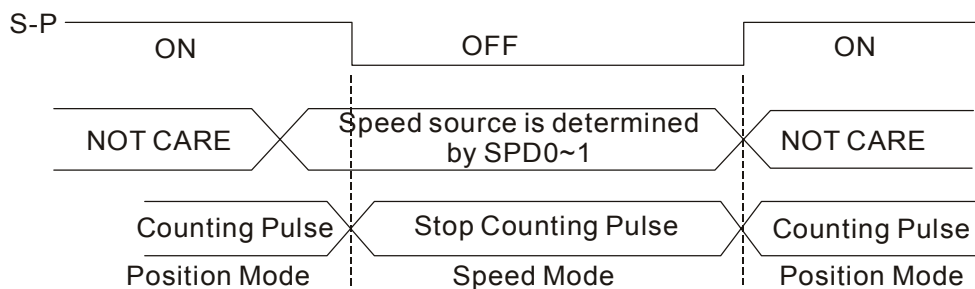 S-P
ON OFF ON
NOT CARE Speed source is determined by SPD0~1 NOT CARE
Counting Pulse Stop Counting Pulse Counting Pulse
Position Mode Speed Mode Position Mode